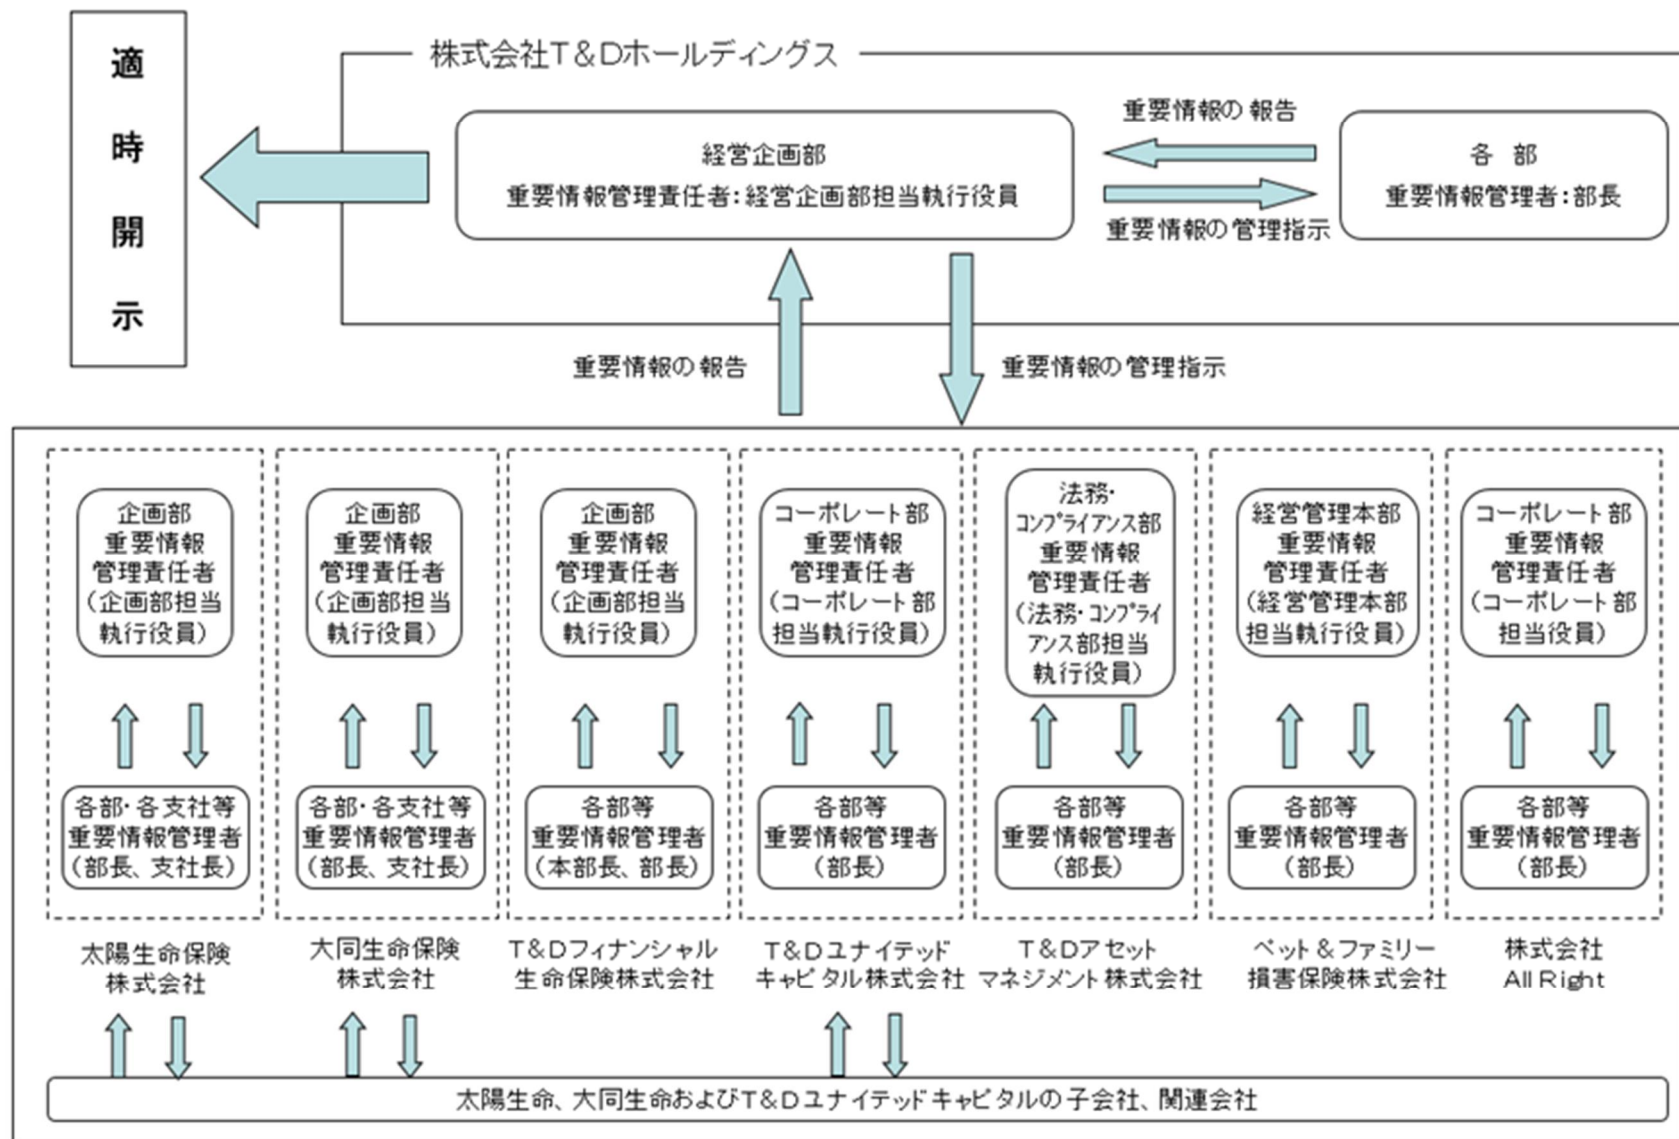 適時開示
株式会社T&Dホールディングス
経営企画部
重要情報管理責任者:経営企画部担当執行役員
重要情報の報告
重要情報の管理指示
各 部
重要情報管理者:部長
重要情報の報告
重要情報の管理指示
企画部
重要情報
管理責任者
(企画部担当
執行役員)
各部・各支社等
重要情報管理者
(部長、支社長)
太陽生命保険
株式会社
企画部
重要情報
管理責任者
(企画部担当
執行役員)
各部・各支社等
重要情報管理者
(部長、支社長)
大同生命保険
株式会社
企画部
重要情報
管理責任者
(企画部担当
執行役員)
各部等
重要情報管理者
(本部長、部長)
T&Dフィナンシャル
生命保険株式会社
コーポレート部
重要情報
管理責任者
(コーポレート部
担当執行役員)
各部等
重要情報管理者
(部長)
T&Dユナイテッド
キャピタル株式会社
法務・
コンプライアンス部
重要情報
管理責任者
(法務・コンプライ
アンス部担当
執行役員)
各部等
重要情報管理者
(部長)
T&Dアセット
マネジメント株式会社
経営管理本部
重要情報
管理責任者
(経営管理本部
担当執行役員)
各部等
重要情報管理者
(部長)
ペット&ファミリー
損害保険株式会社
コーポレート部
重要情報
管理責任者
(コーポレート部
担当役員)
各部等
重要情報管理者
(部長)
株式会社
All Right
太陽生命、大同生命およびT&Dユナイテッドキャピタルの子会社、関連会社